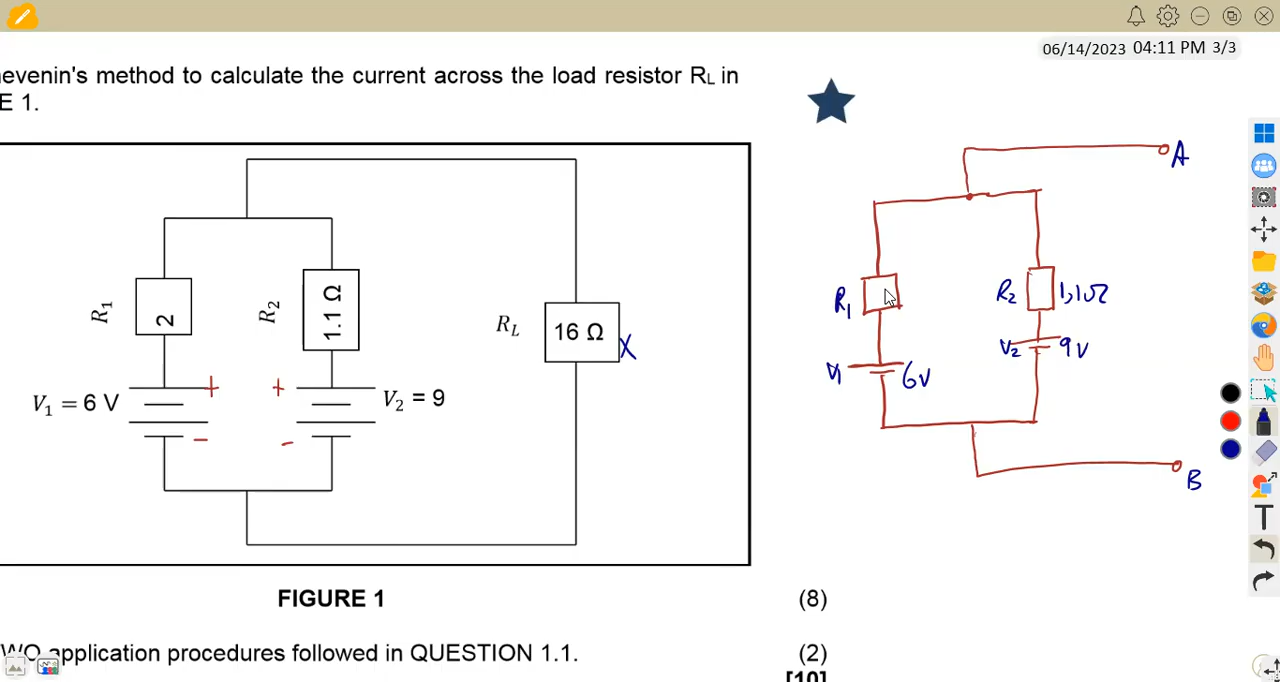 06/14/2023 04:11 PM 3/3
evenin's method to calculate the current across the load resistor RL in
E 1.
A
R1
2
R2
1.1 Ω
RL
16 Ω
X
R1
R2
1,1Ω
V1 = 6 V
+
+
V2 = 9
-
-
V1
6V
V2
9V
B
FIGURE 1
(8)
WO application procedures followed in QUESTION 1.1.
(2)
[10]
T